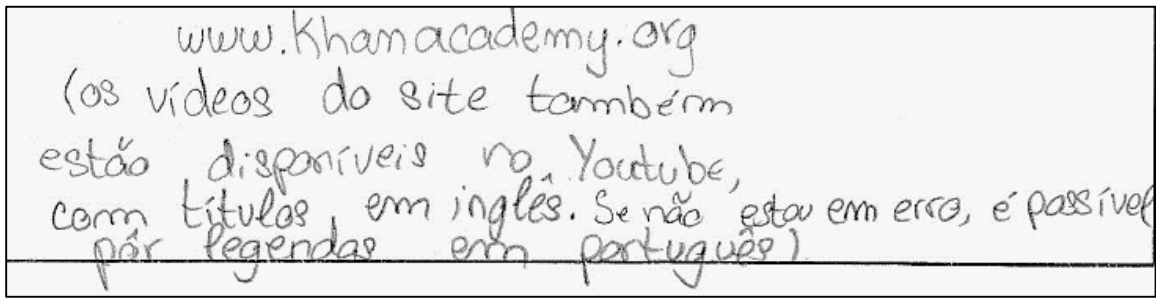 www.Khanacademy.org
(os vídeos do site também
estão disponíveis no Youtube,
com títulos em inglês. Se não estou em erro, é possível
pôr legendas em português)